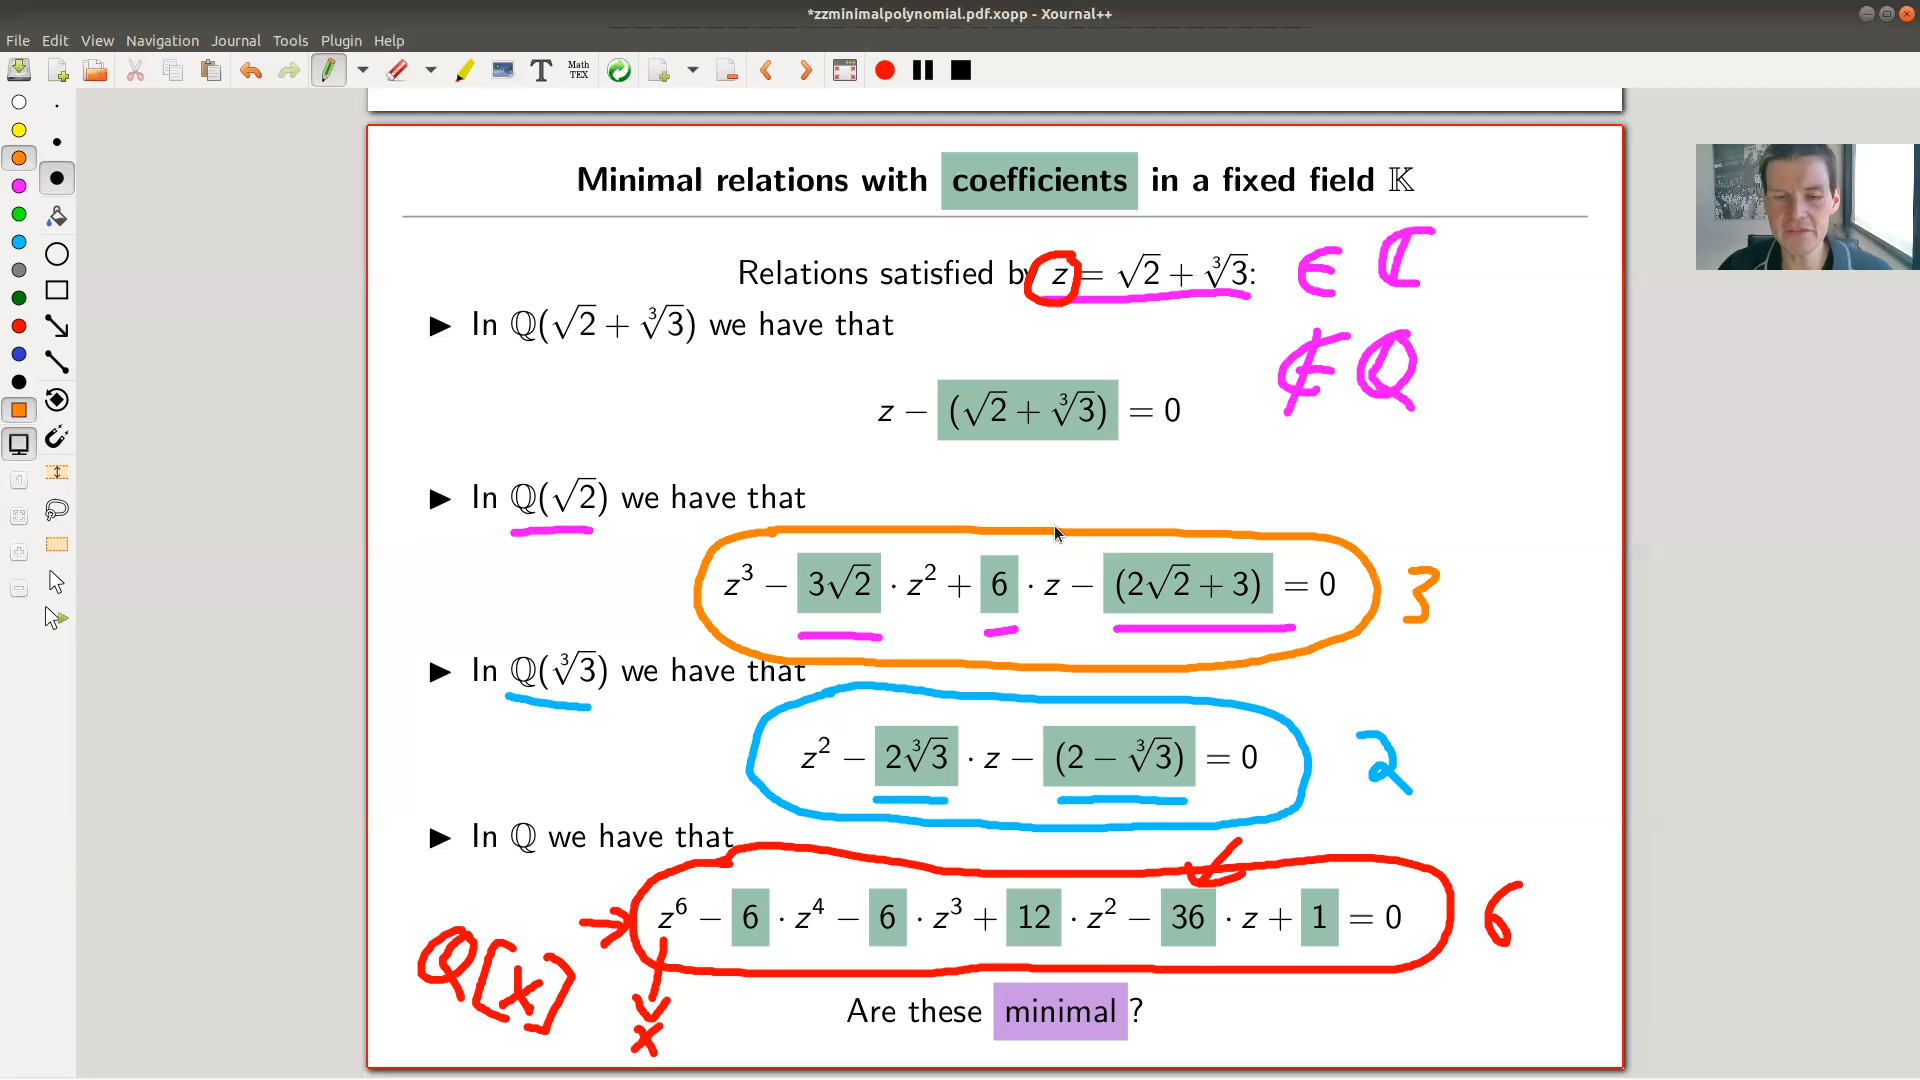 *zzminimalpolynomial.pdf.xopp - Xournal++
File Edit View Navigation Journal Tools Plugin Help
Math TEX
Minimal relations with coefficients in a fixed field 𝕂
Relations satisfied by z = √2 + ∛3: ∈ ℂ
▶ In ℚ(√2 + ∛3) we have that
∉ ℚ
z − (√2 + ∛3) = 0
▶ In ℚ(√2) we have that
z³ − 3√2 · z² + 6 · z − (2√2 + 3) = 0 3
▶ In ℚ(∛3) we have that
z² − 2∛3 · z − (2 − ∛3) = 0 2
▶ In ℚ we have that
z⁶ − 6 · z⁴ − 6 · z³ + 12 · z² − 36 · z + 1 = 0 6
ℚ[x]
x
Are these minimal ?